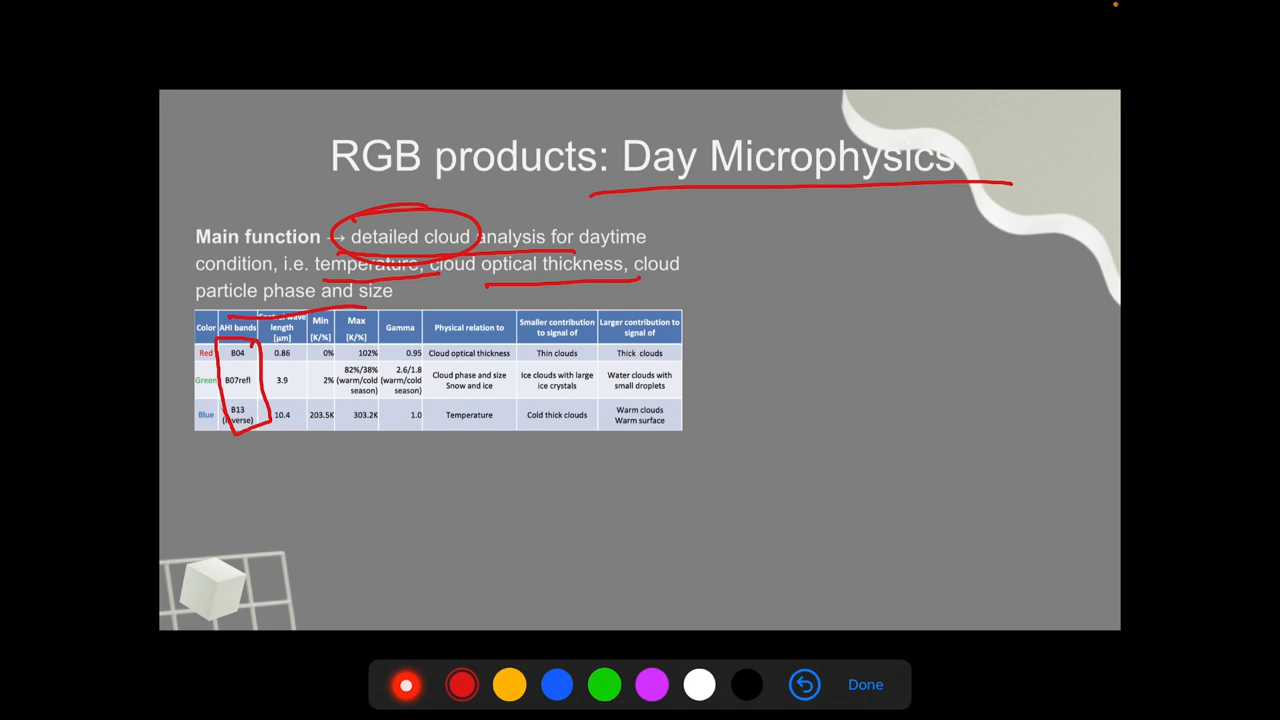 RGB products: Day Microphysics
Main function → detailed cloud analysis for daytime
condition, i.e. temperature, cloud optical thickness, cloud
particle phase and size
Color AHI bands Central wave length [µm] Min [K/%] Max [K/%] Gamma Physical relation to Smaller contribution to signal of Larger contribution to signal of
Red B04 0.86 0% 102% 0.95 Cloud optical thickness Thin clouds Thick clouds
Green B07refl 3.9 2% 82%/38% (warm/cold season) 2.6/1.8 (warm/cold season) Cloud phase and size Snow and ice Ice clouds with large ice crystals Water clouds with small droplets
Blue B13 (inverse) 10.4 203.5K 303.2K 1.0 Temperature Cold thick clouds Warm clouds Warm surface
Done